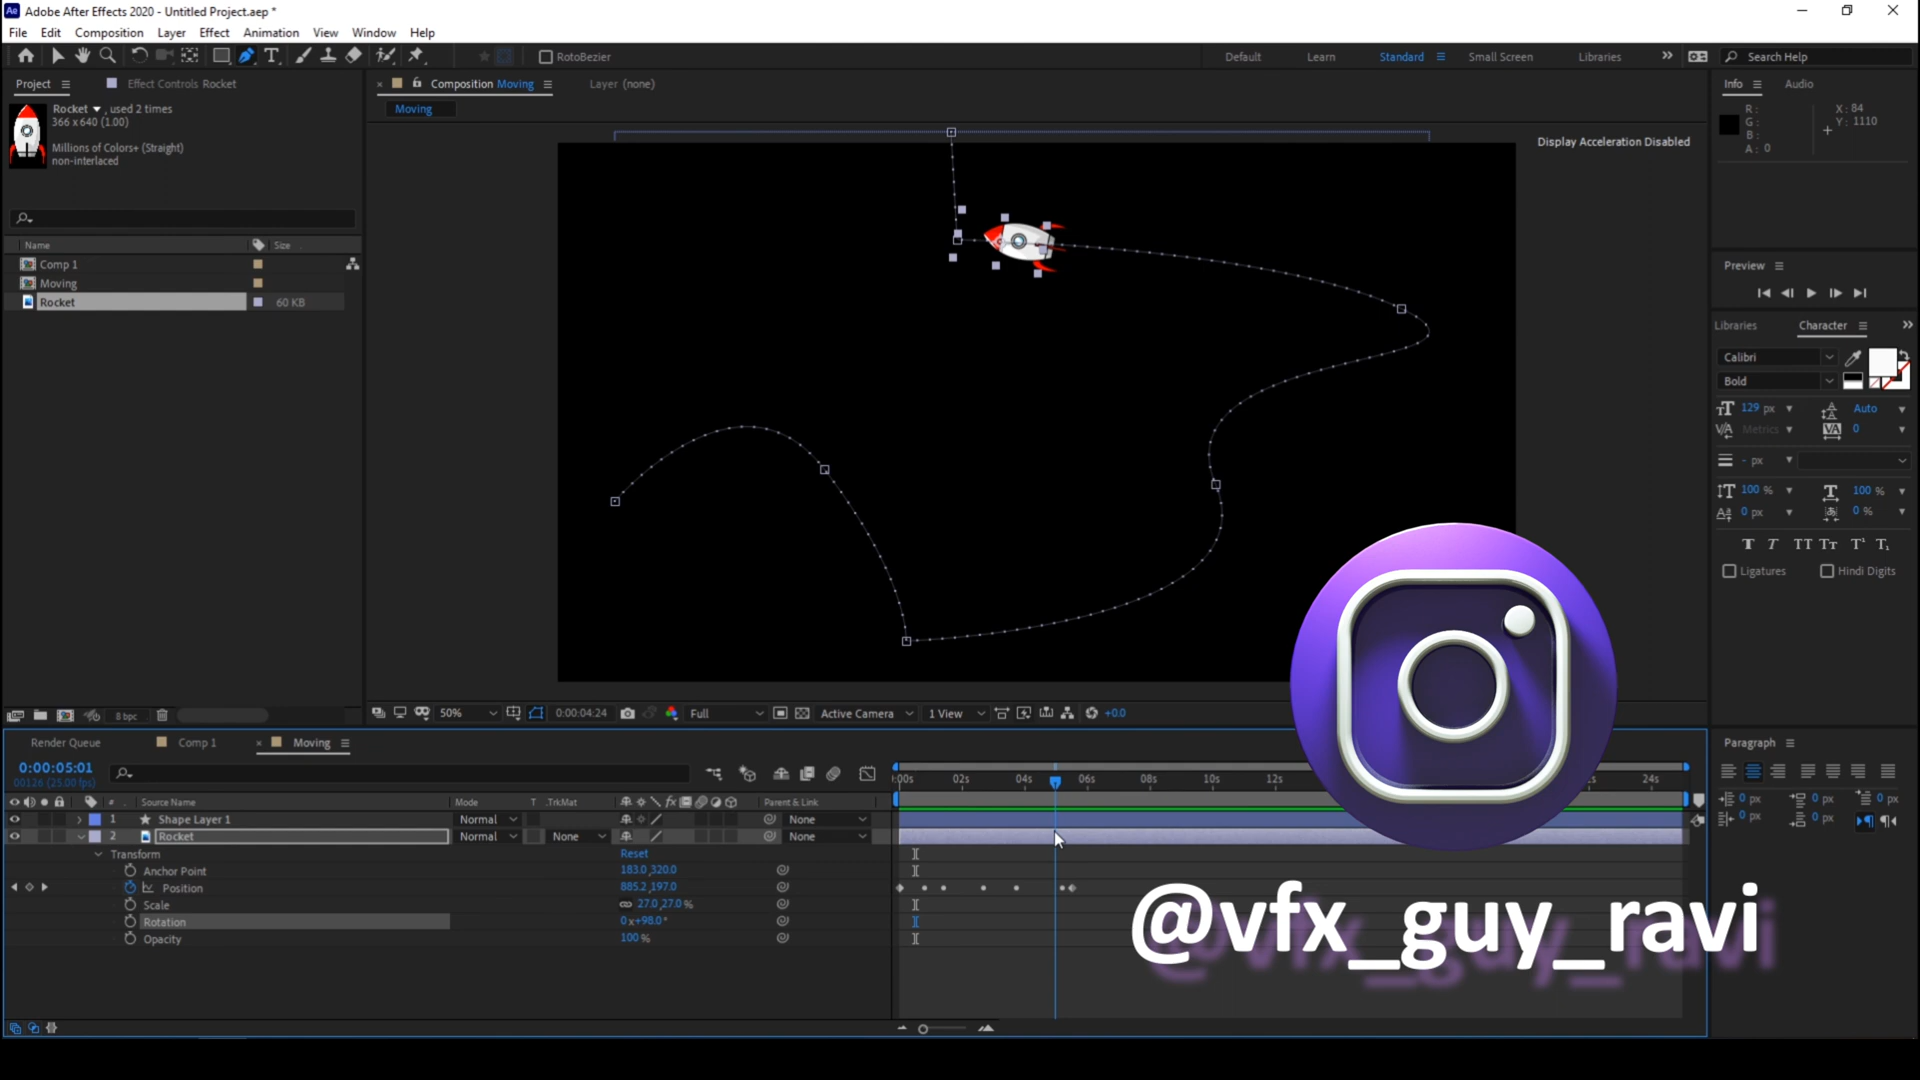 Adobe After Effects 2020 - Untitled Project.aep *
File Edit Composition Layer Effect Animation View Window Help
RotoBezier
Default Learn Standard Small Screen Libraries Search Help
Project Effect Controls Rocket
Composition Moving Layer (none)
Info Audio
Rocket , used 2 times
366 x 640 (1.00)
Millions of Colors+ (Straight)
non-interlaced
Moving
Display Acceleration Disabled
R :
G :
B :
A : 0
X : 84
Y : 1110
Name Size
Comp 1
Moving
Rocket 60 KB
Preview
Libraries Character
Calibri
Bold
129 px Auto
Metrics 0
- px
100 % 100 %
0 px 0 %
Ligatures Hindi Digits
8 bpc
50% 0:00:04:24 Full Active Camera 1 View +0.0
Render Queue Comp 1 Moving
Paragraph
0 px 0 px 0 px
0 px 0 px
0:00:05:01
00126 (25.00 fps)
:00s 02s 04s 06s 08s 10s 12s 24s
# Source Name Mode T .TrkMat Parent & Link
1 Shape Layer 1 Normal None
2 Rocket Normal None None
Transform Reset
Anchor Point 183.0,320.0
Position 885.2,197.0
Scale 27.0,27.0 %
Rotation 0x+98.0°
Opacity 100 %
@vfx_guy_ravi